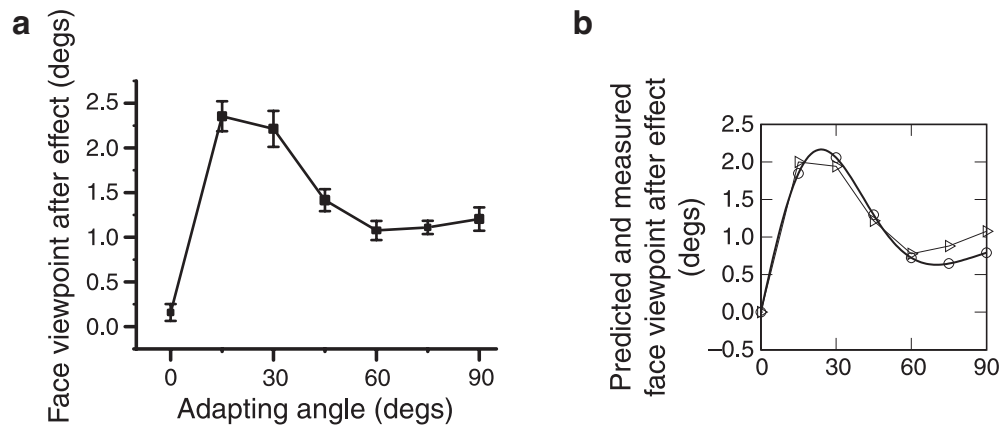 a
Face viewpoint after effect (degs)
2.5
2.0
1.5
1.0
0.5
0.0
0 30 60 90
Adapting angle (degs)
b
Predicted and measured
face viewpoint after effect
(degs)
2.5
2.0
1.5
1.0
0.5
0.0
–0.5
0 30 60 90